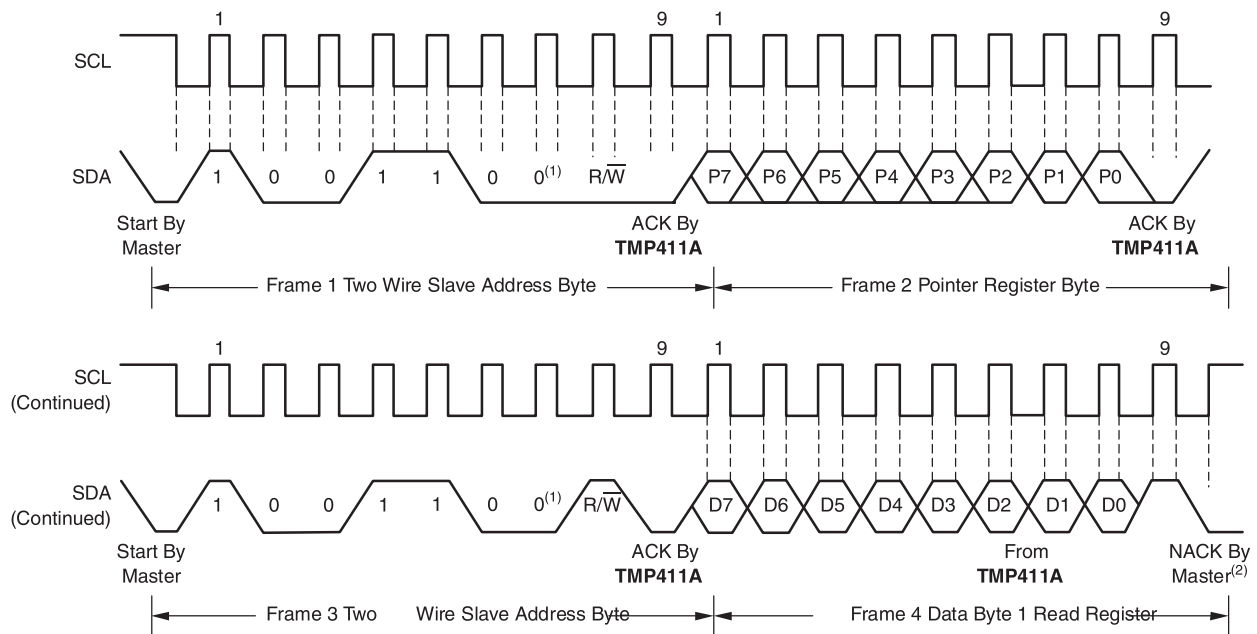 1 9 1 9
SCL
SDA 1 0 0 1 1 0 0(1) R/W̅ P7 P6 P5 P4 P3 P2 P1 P0
Start By ACK By ACK By
Master TMP411A TMP411A
Frame 1 Two Wire Slave Address Byte Frame 2 Pointer Register Byte
1 9 1 9
SCL
(Continued)
SDA 1 0 0 1 1 0 0(1) R/W̅ D7 D6 D5 D4 D3 D2 D1 D0
(Continued)
Start By ACK By From NACK By
Master TMP411A TMP411A Master(2)
Frame 3 Two Wire Slave Address Byte Frame 4 Data Byte 1 Read Register